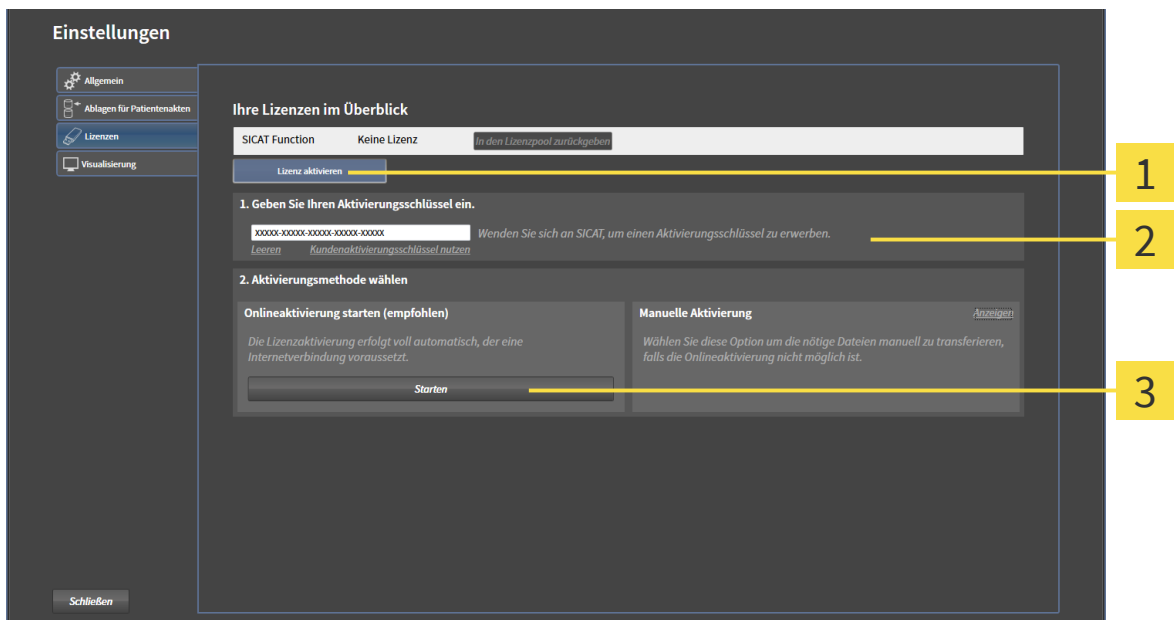 Einstellungen
Allgemein
Ablagen für Patientenakten
Lizenzen
Visualisierung
Ihre Lizenzen im Überblick
SICAT Function Keine Lizenz In den Lizenzpool zurückgeben
Lizenz aktivieren
1
1. Geben Sie Ihren Aktivierungsschlüssel ein.
XXXXX-XXXXX-XXXXX-XXXXX-XXXXX Wenden Sie sich an SICAT, um einen Aktivierungsschlüssel zu erwerben.
2
Leeren Kundenaktivierungsschlüssel nutzen
2. Aktivierungsmethode wählen
Onlineaktivierung starten (empfohlen)
Die Lizenzaktivierung erfolgt voll automatisch, der eine
Internetverbindung voraussetzt.
Starten
Manuelle Aktivierung Anzeigen
Wählen Sie diese Option um die nötige Dateien manuell zu transferieren,
falls die Onlineaktivierung nicht möglich ist.
3
Schließen